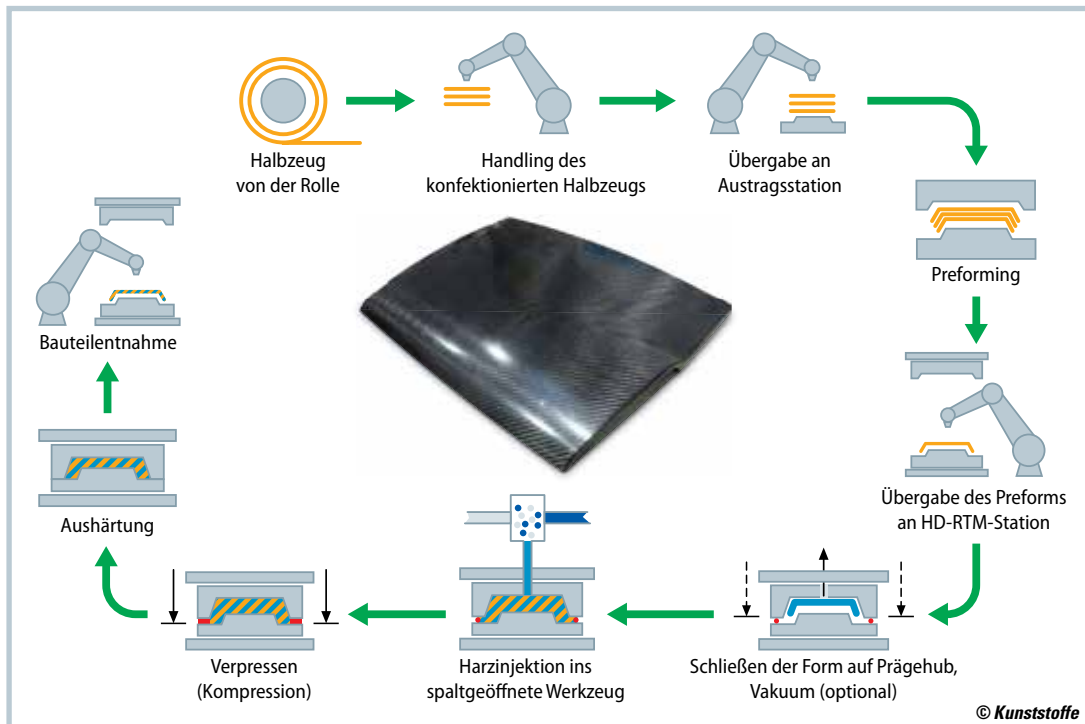 Halbzeug
von der Rolle
Handling des
konfektionierten Halbzeugs
Übergabe an
Austragsstation
Preforming
Übergabe des Preforms
an HD-RTM-Station
Schließen der Form auf Prägehub,
Vakuum (optional)
Harzinjektion ins
spaltgeöffnete Werkzeug
Verpressen
(Kompression)
Aushärtung
Bauteilentnahme
© Kunststoffe